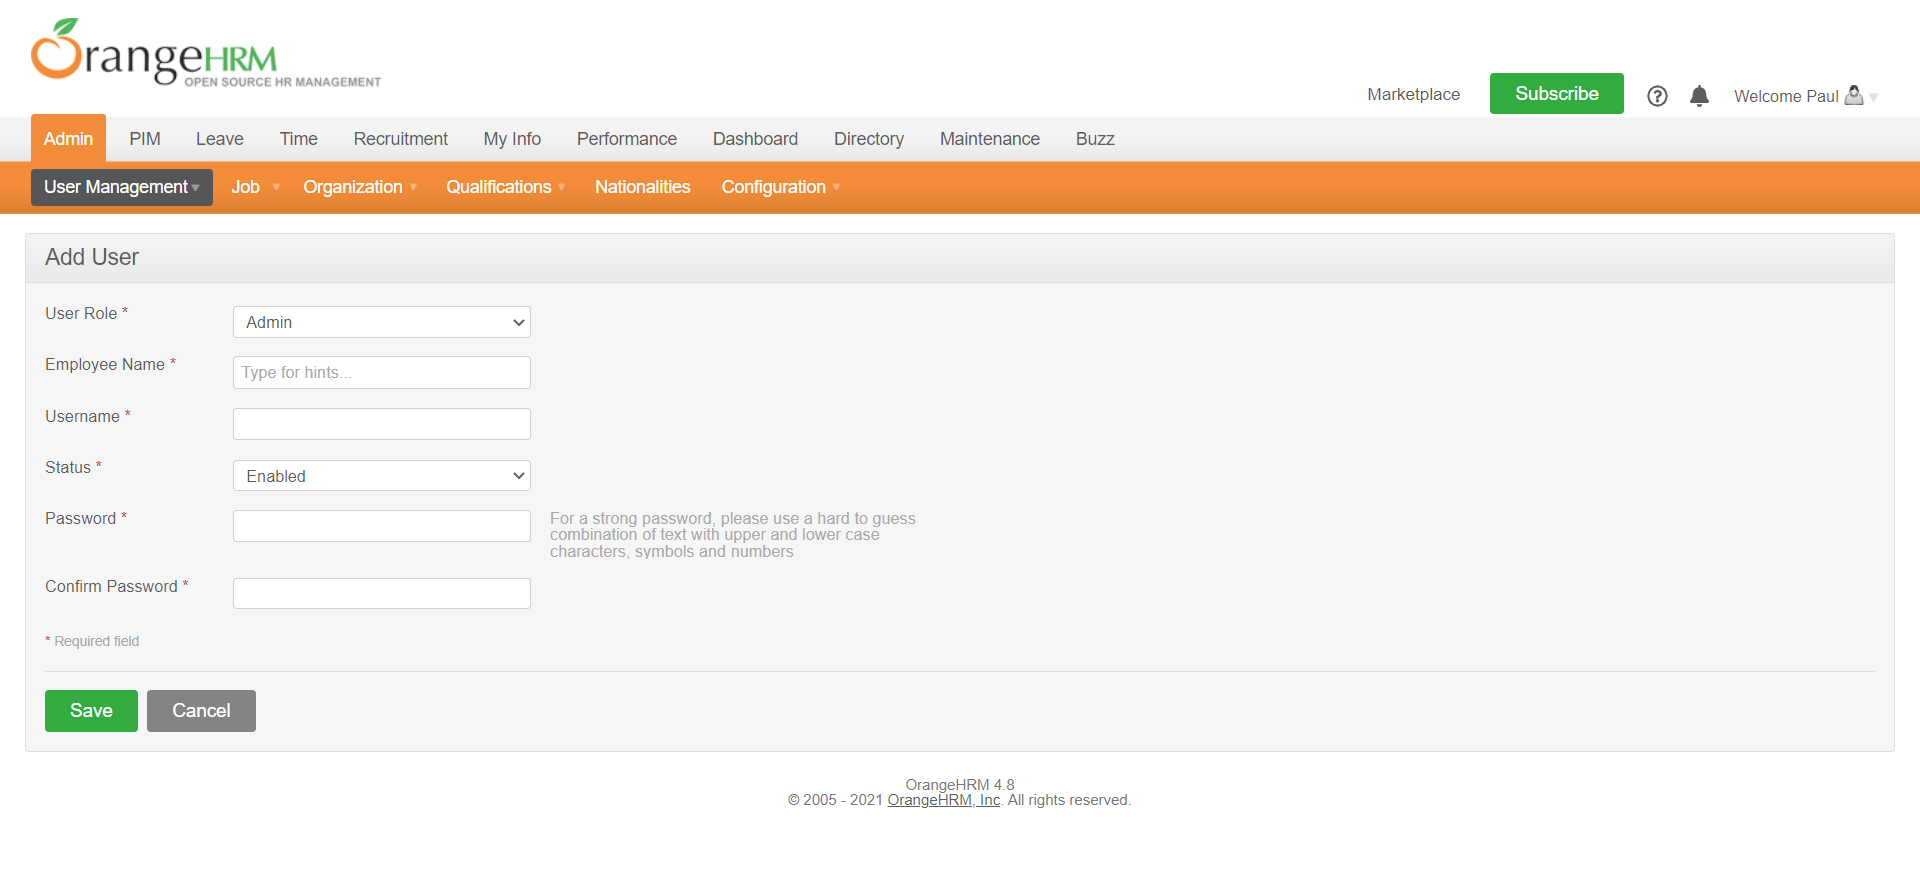 OrangeHRM
OPEN SOURCE HR MANAGEMENT
Marketplace
Subscribe
Welcome Paul
Admin PIM Leave Time Recruitment My Info Performance Dashboard Directory Maintenance Buzz
User Management Job Organization Qualifications Nationalities Configuration
Add User
User Role *
Admin
Employee Name *
Type for hints...
Username *
Status *
Enabled
Password *
For a strong password, please use a hard to guess
combination of text with upper and lower case
characters, symbols and numbers
Confirm Password *
* Required field
Save Cancel
OrangeHRM 4.8
© 2005 - 2021 OrangeHRM, Inc. All rights reserved.